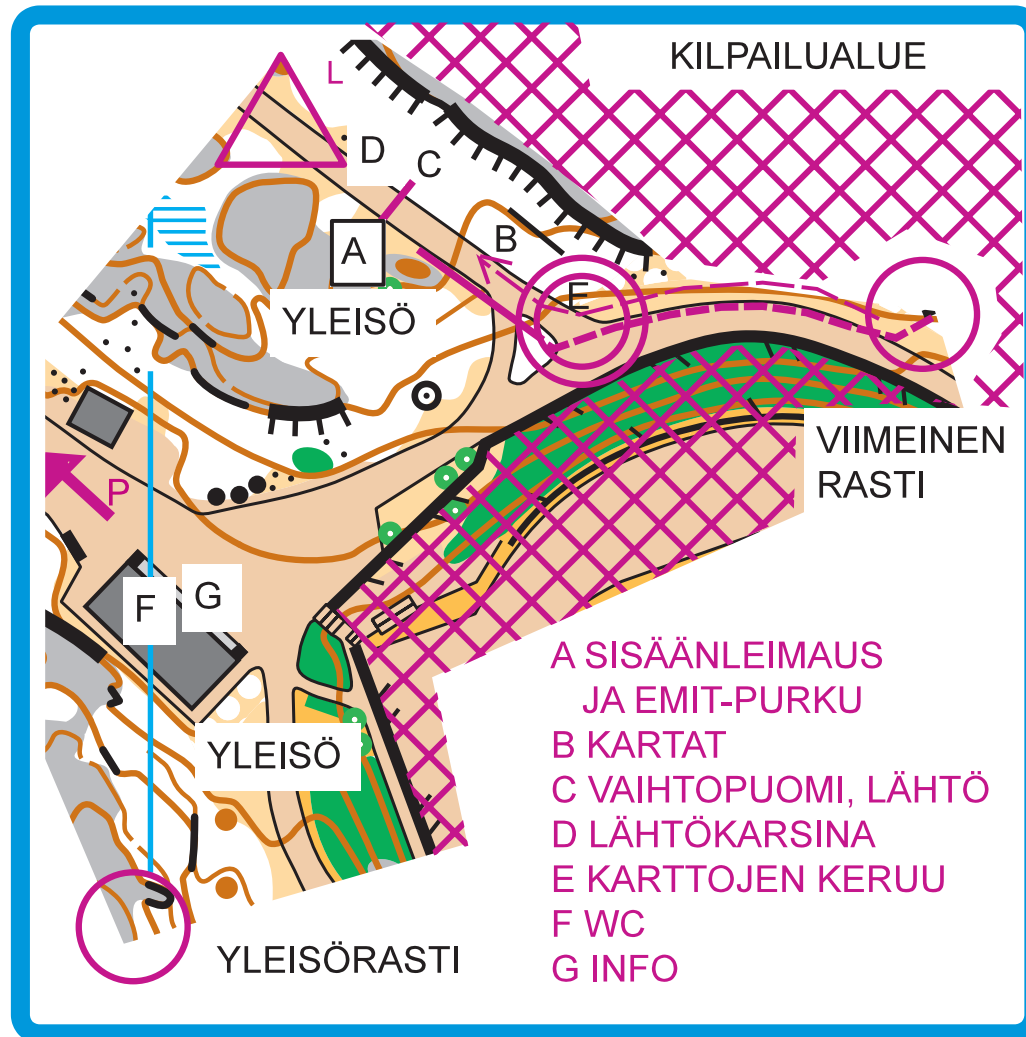 KILPAILUALUE
L
D
C
A
B
E
YLEISÖ
VIIMEINEN
RASTI
P
F
G
YLEISÖ
YLEISÖRASTI
A SISÄÄNLEIMAUS
JA EMIT-PURKU
B KARTAT
C VAIHTOPUOMI, LÄHTÖ
D LÄHTÖKARSINA
E KARTTOJEN KERUU
F WC
G INFO